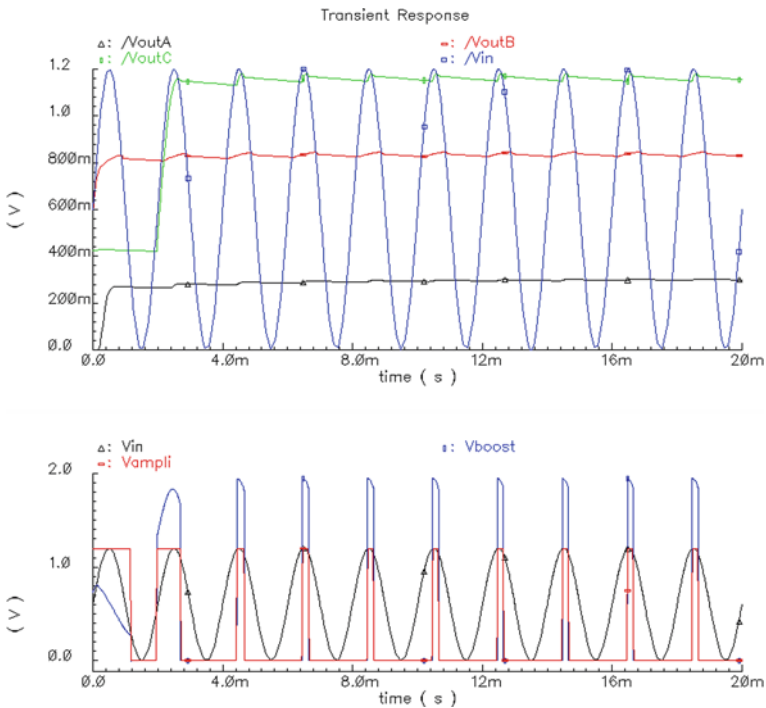 Transient Response
▵: /VoutA -: /VoutB
⋄: /VoutC ▫: /Vin
1.2
1.0
800m
600m
400m
200m
0.0
( V )
0.0 4.0m 8.0m 12m 16m 20m
time ( s )
▵: Vin ▫: Vboost
-: Vampli
2.0
1.0
0.0
( V )
0.0 4.0m 8.0m 12m 16m 20m
time ( s )